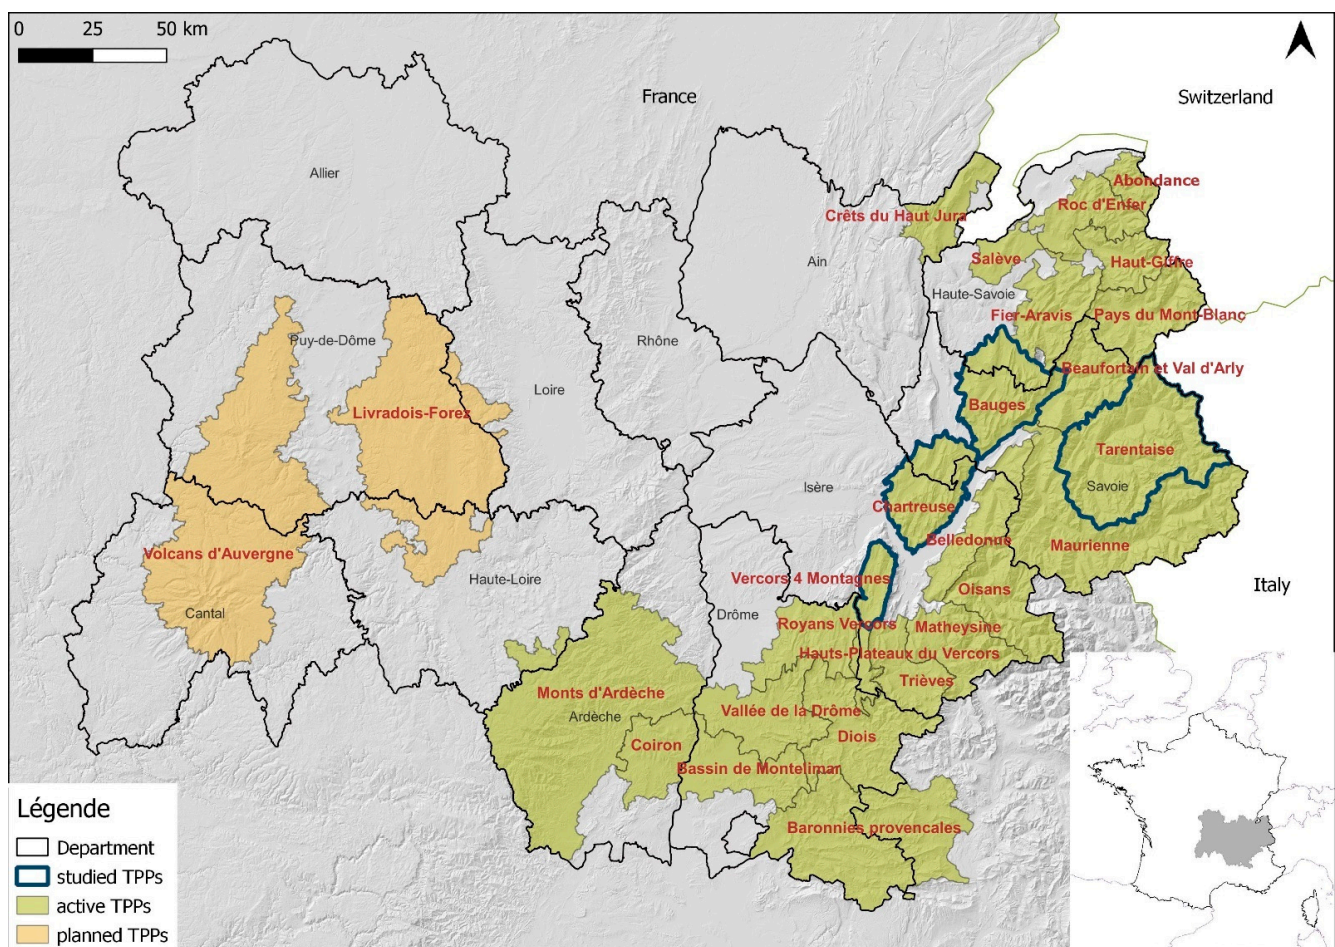 0 25 50 km
France
Switzerland
Allier
Abondance
Roc d'Enfer
Crêts du Haut Jura
Ain
Salève
Haut-Giffre
Haute-Savoie
Fier-Aravis
Pays du Mont-Blanc
Puy-de-Dôme
Rhône
Beaufortain et Val d'Arly
Loire
Bauges
Livradois-Forez
Tarentaise
Isère
Savoie
Chartreuse
Belledonne
Maurienne
Volcans d'Auvergne
Haute-Loire
Vercors 4 Montagnes
Oisans
Italy
Cantal
Drôme
Royans Vercors
Matheysine
Hauts-Plateaux du Vercors
Trièves
Monts d'Ardèche
Ardèche
Vallée de la Drôme
Diois
Coiron
Bassin de Montelimar
Baronnies provencales
Légende
Department
studied TPPs
active TPPs
planned TPPs